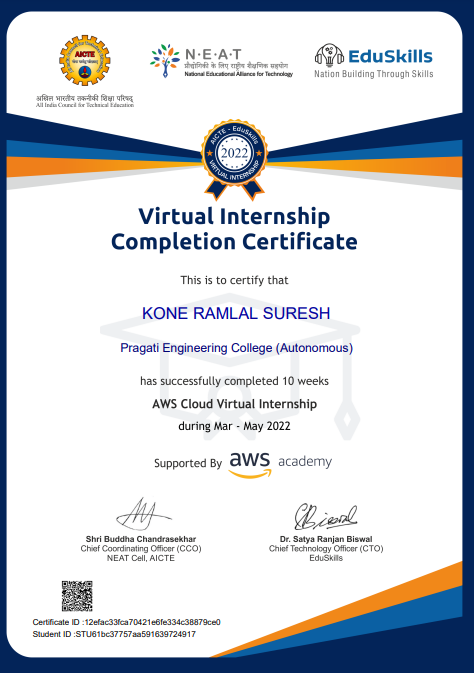 AICTE
N·E·A·T
प्रौद्योगिकी के लिए राष्ट्रीय शैक्षणिक सहयोग
National Educational Alliance for Technology
EduSkills
Nation Building Through Skills
अखिल भारतीय तकनीकी शिक्षा परिषद्
All India Council for Technical Education
AICTE - EduSkills
2022
VIRTUAL INTERNSHIP
Virtual Internship
Completion Certificate
This is to certify that
KONE RAMLAL SURESH
Pragati Engineering College (Autonomous)
has successfully completed 10 weeks
AWS Cloud Virtual Internship
during Mar - May 2022
Supported By aws academy
Shri Buddha Chandrasekhar
Chief Coordinating Officer (CCO)
NEAT Cell, AICTE
Dr. Satya Ranjan Biswal
Chief Technology Officer (CTO)
EduSkills
Certificate ID :12efac33fca70421e6fe334c38879ce0
Student ID :STU61bc37757aa591639724917